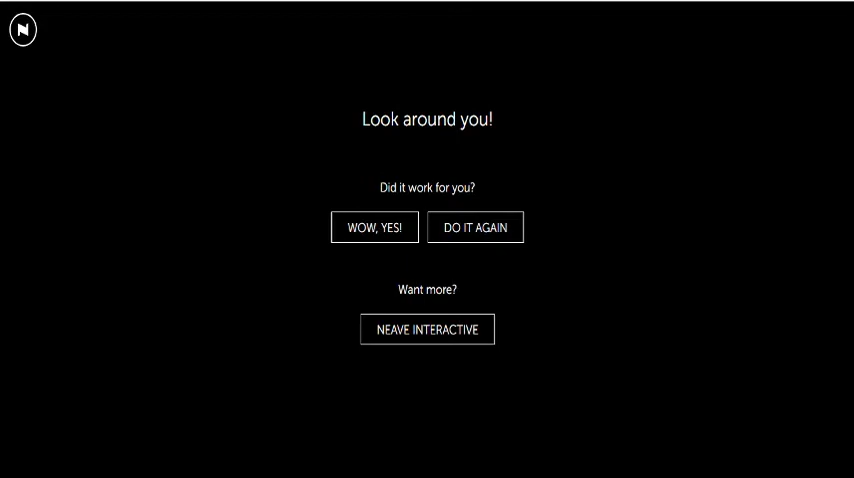 N
Look around you!
Did it work for you?
WOW, YES!
DO IT AGAIN
Want more?
NEAVE INTERACTIVE